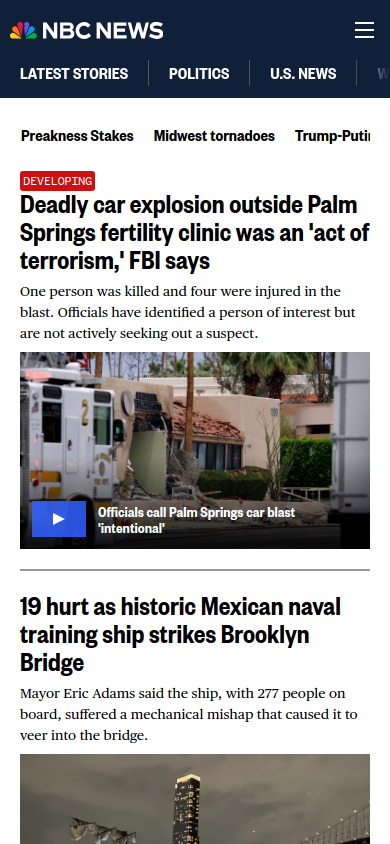 NBC NEWS
LATEST STORIES POLITICS U.S. NEWS
Preakness Stakes Midwest tornadoes Trump-Putin
DEVELOPING
Deadly car explosion outside Palm
Springs fertility clinic was an 'act of
terrorism,' FBI says
One person was killed and four were injured in the
blast. Officials have identified a person of interest but
are not actively seeking out a suspect.
2
Officials call Palm Springs car blast
'intentional'
19 hurt as historic Mexican naval
training ship strikes Brooklyn
Bridge
Mayor Eric Adams said the ship, with 277 people on
board, suffered a mechanical mishap that caused it to
veer into the bridge.